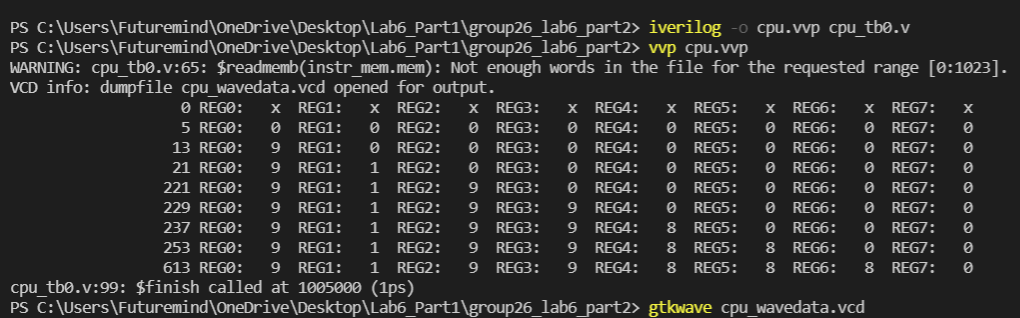 PS C:\Users\Futuremind\OneDrive\Desktop\Lab6_Part1\group26_lab6_part2> iverilog -o cpu.vvp cpu_tb0.v
PS C:\Users\Futuremind\OneDrive\Desktop\Lab6_Part1\group26_lab6_part2> vvp cpu.vvp
WARNING: cpu_tb0.v:65: $readmemb(instr_mem.mem): Not enough words in the file for the requested range [0:1023].
VCD info: dumpfile cpu_wavedata.vcd opened for output.
0 REG0: x REG1: x REG2: x REG3: x REG4: x REG5: x REG6: x REG7: x
5 REG0: 0 REG1: 0 REG2: 0 REG3: 0 REG4: 0 REG5: 0 REG6: 0 REG7: 0
13 REG0: 9 REG1: 0 REG2: 0 REG3: 0 REG4: 0 REG5: 0 REG6: 0 REG7: 0
21 REG0: 9 REG1: 1 REG2: 0 REG3: 0 REG4: 0 REG5: 0 REG6: 0 REG7: 0
221 REG0: 9 REG1: 1 REG2: 9 REG3: 0 REG4: 0 REG5: 0 REG6: 0 REG7: 0
229 REG0: 9 REG1: 1 REG2: 9 REG3: 9 REG4: 0 REG5: 0 REG6: 0 REG7: 0
237 REG0: 9 REG1: 1 REG2: 9 REG3: 9 REG4: 8 REG5: 0 REG6: 0 REG7: 0
253 REG0: 9 REG1: 1 REG2: 9 REG3: 9 REG4: 8 REG5: 8 REG6: 0 REG7: 0
613 REG0: 9 REG1: 1 REG2: 9 REG3: 9 REG4: 8 REG5: 8 REG6: 8 REG7: 0
cpu_tb0.v:99: $finish called at 1005000 (1ps)
PS C:\Users\Futuremind\OneDrive\Desktop\Lab6_Part1\group26_lab6_part2> gtkwave cpu_wavedata.vcd